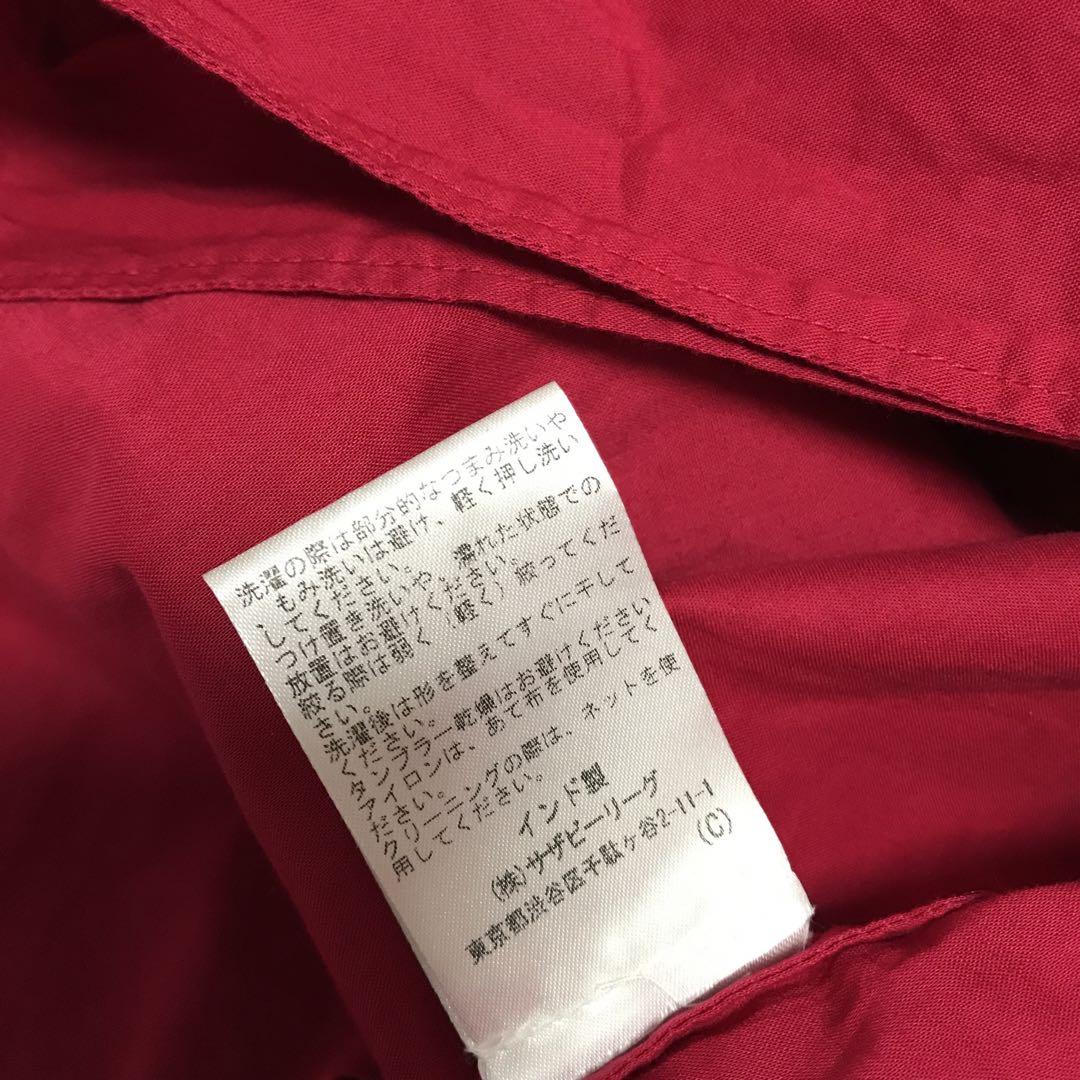 洗濯の際は部分的なつまみ洗いや
もみ洗いは避け、軽く押し洗い
してください。
つけ置き洗いや、濡れた状態での
放置はお避けください。
絞る際は弱く（軽く）絞ってくだ
さい。
洗濯後は形を整えてすぐに干して
ください。
タンブラー乾燥はお避けください
アイロンは、あて布を使用してく
ださい。
クリーニングの際は、ネットを使
用してください。
インド製
(株)サザビーリーグ
東京都渋谷区千駄ヶ谷2-11-1
(C)